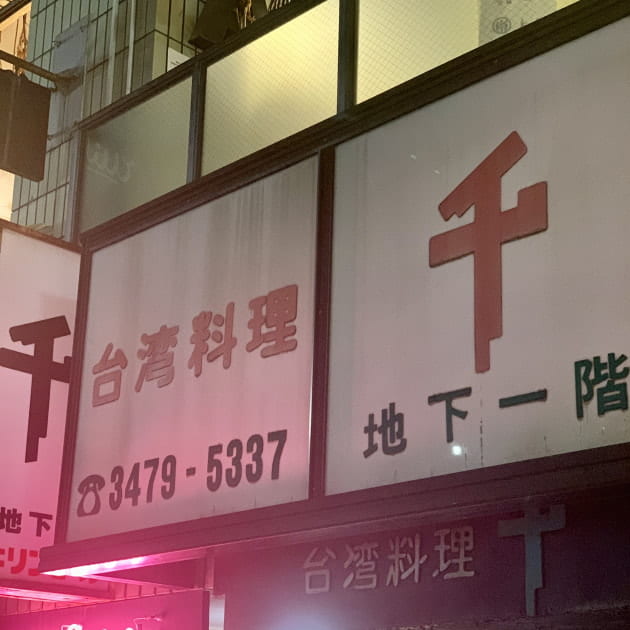 千
台湾料理
☎3479-5337
地下一階
千
地下
台湾料理 千